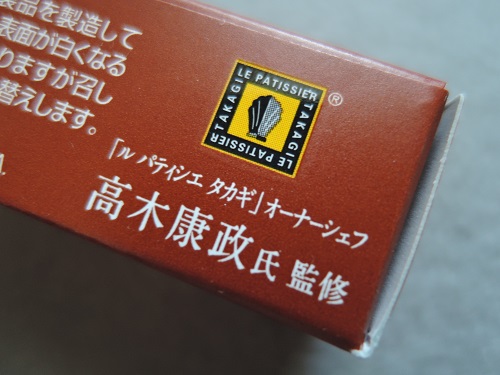 製品を製造して
表面が白くなる
りますが召し
替えします。
LE PATISSIER
TAKAGI
LE PATISSIER
TAKAGI
®
「ル パティシエ タカギ」オーナーシェフ
高木康政氏 監修